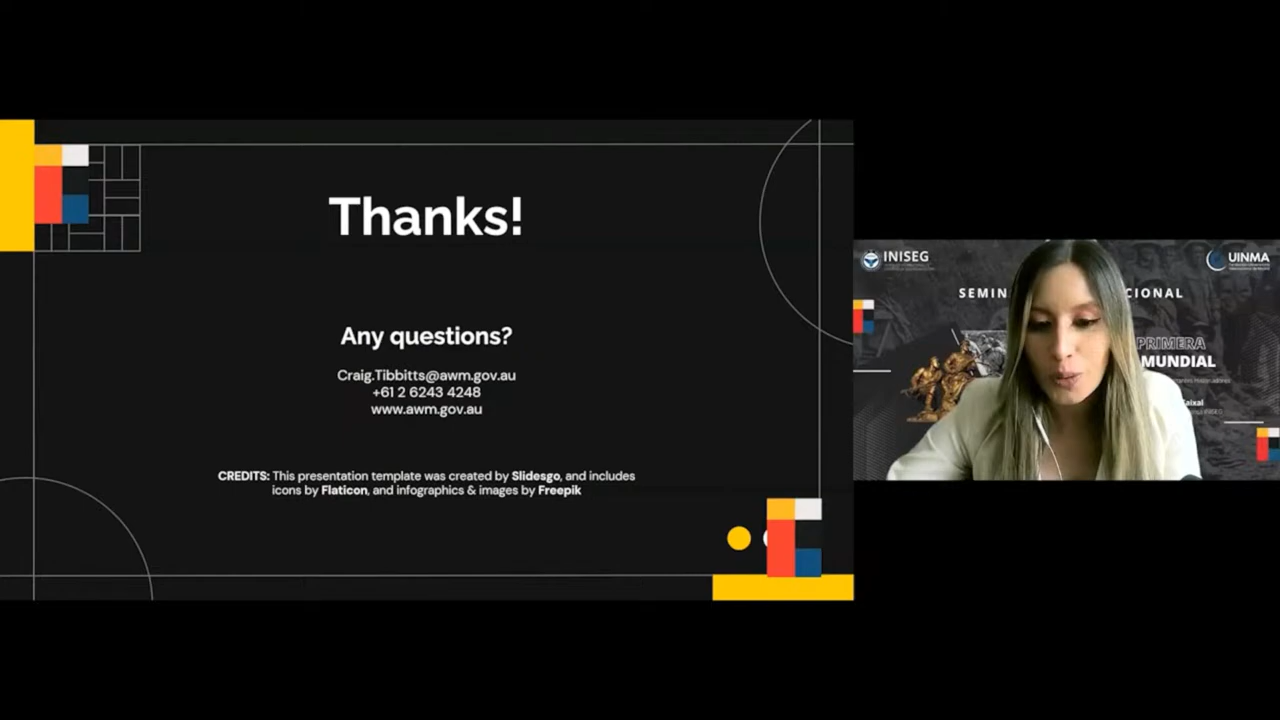 Thanks!
Any questions?
Craig.Tibbitts@awm.gov.au
+61 2 6243 4248
www.awm.gov.au
CREDITS: This presentation template was created by Slidesgo, and includes
icons by Flaticon, and infographics & images by Freepik
INISEG
UINMA
SEMIN CIONAL
PRIMERA
MUNDIAL
Caixal